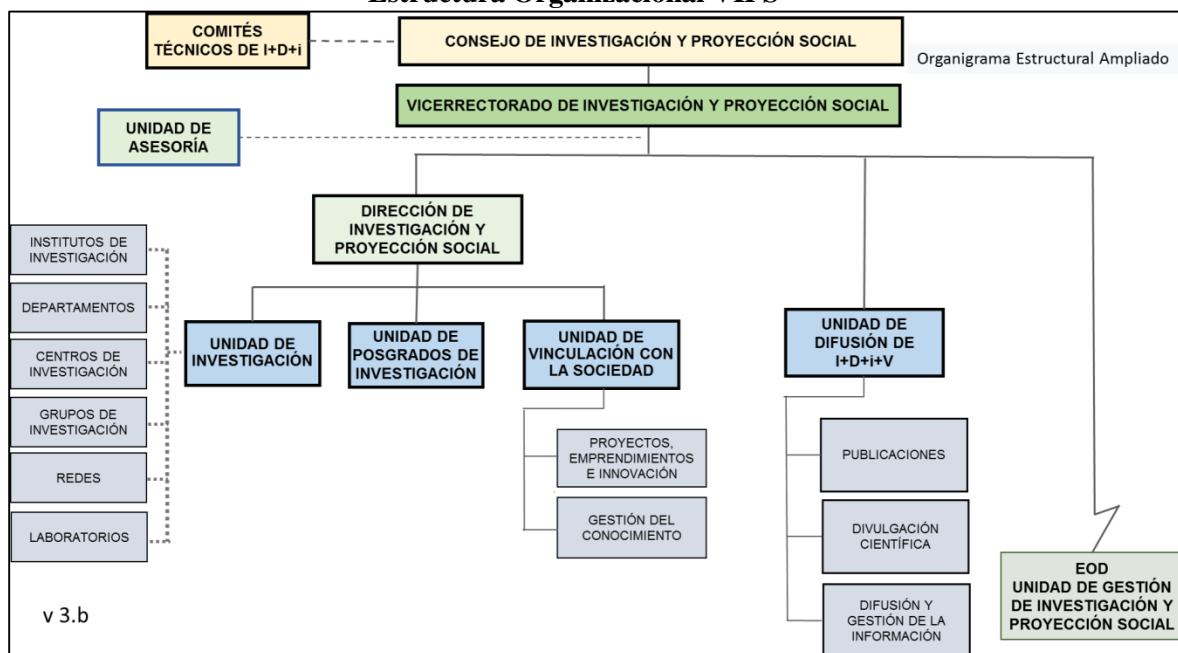 Estructura Organizacional VIPS
COMITÉS
TÉCNICOS DE I+D+i
CONSEJO DE INVESTIGACIÓN Y PROYECCIÓN SOCIAL
Organigrama Estructural Ampliado
VICERRECTORADO DE INVESTIGACIÓN Y PROYECCIÓN SOCIAL
UNIDAD DE
ASESORÍA
DIRECCIÓN DE
INVESTIGACIÓN Y
PROYECCIÓN SOCIAL
INSTITUTOS DE
INVESTIGACIÓN
DEPARTAMENTOS
CENTROS DE
INVESTIGACIÓN
GRUPOS DE
INVESTIGACIÓN
REDES
LABORATORIOS
UNIDAD DE
INVESTIGACIÓN
UNIDAD DE
POSGRADOS DE
INVESTIGACIÓN
UNIDAD DE
VINCULACIÓN CON
LA SOCIEDAD
PROYECTOS,
EMPRENDIMIENTOS
E INNOVACIÓN
GESTIÓN DEL
CONOCIMIENTO
UNIDAD DE
DIFUSIÓN DE
I+D+i+V
PUBLICACIONES
DIVULGACIÓN
CIENTÍFICA
DIFUSIÓN Y
GESTIÓN DE LA
INFORMACIÓN
EOD
UNIDAD DE GESTIÓN
DE INVESTIGACIÓN Y
PROYECCIÓN SOCIAL
v 3.b